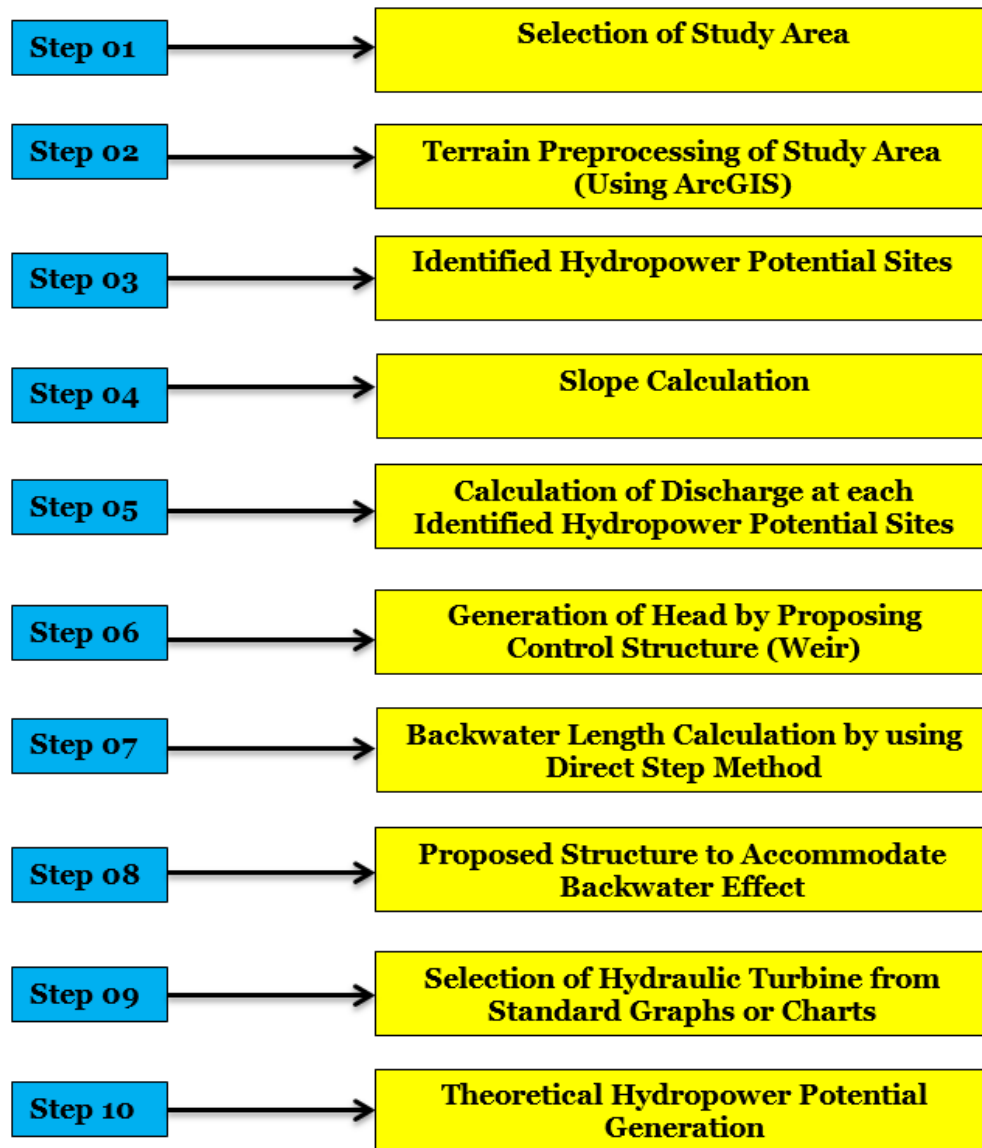 Step 01
Selection of Study Area
Step 02
Terrain Preprocessing of Study Area
(Using ArcGIS)
Step 03
Identified Hydropower Potential Sites
Step 04
Slope Calculation
Step 05
Calculation of Discharge at each
Identified Hydropower Potential Sites
Step 06
Generation of Head by Proposing
Control Structure (Weir)
Step 07
Backwater Length Calculation by using
Direct Step Method
Step 08
Proposed Structure to Accommodate
Backwater Effect
Step 09
Selection of Hydraulic Turbine from
Standard Graphs or Charts
Step 10
Theoretical Hydropower Potential
Generation